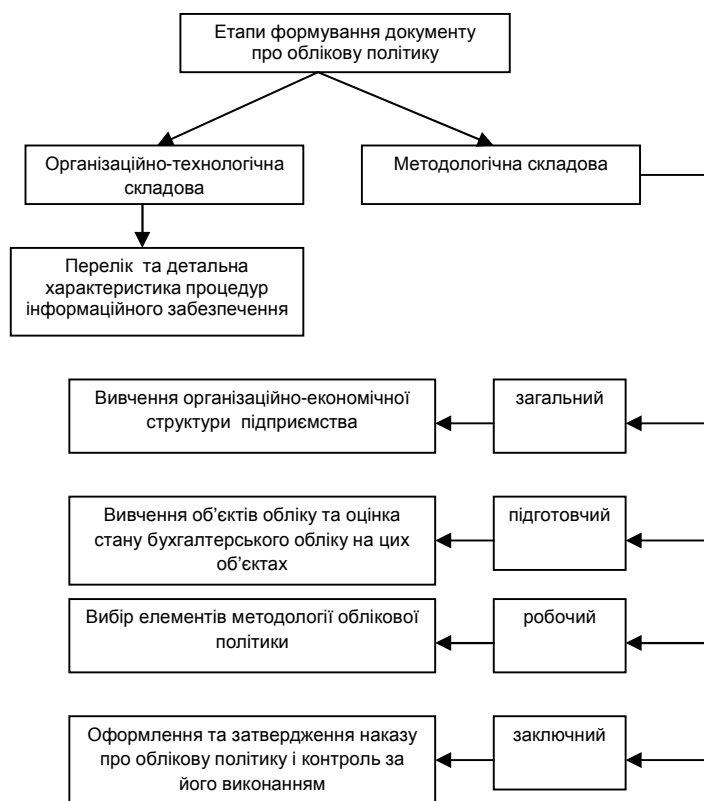 Етапи формування документу
про облікову політику
Організаційно-технологічна
складова
Методологічна складова
Перелік та детальна
характеристика процедур
інформаційного забезпечення
Вивчення організаційно-економічної
структури підприємства
загальний
Вивчення об’єктів обліку та оцінка
стану бухгалтерського обліку на цих
об’єктах
підготовчий
Вибір елементів методології облікової
політики
робочий
Оформлення та затвердження наказу
про облікову політику і контроль за
його виконанням
заключний